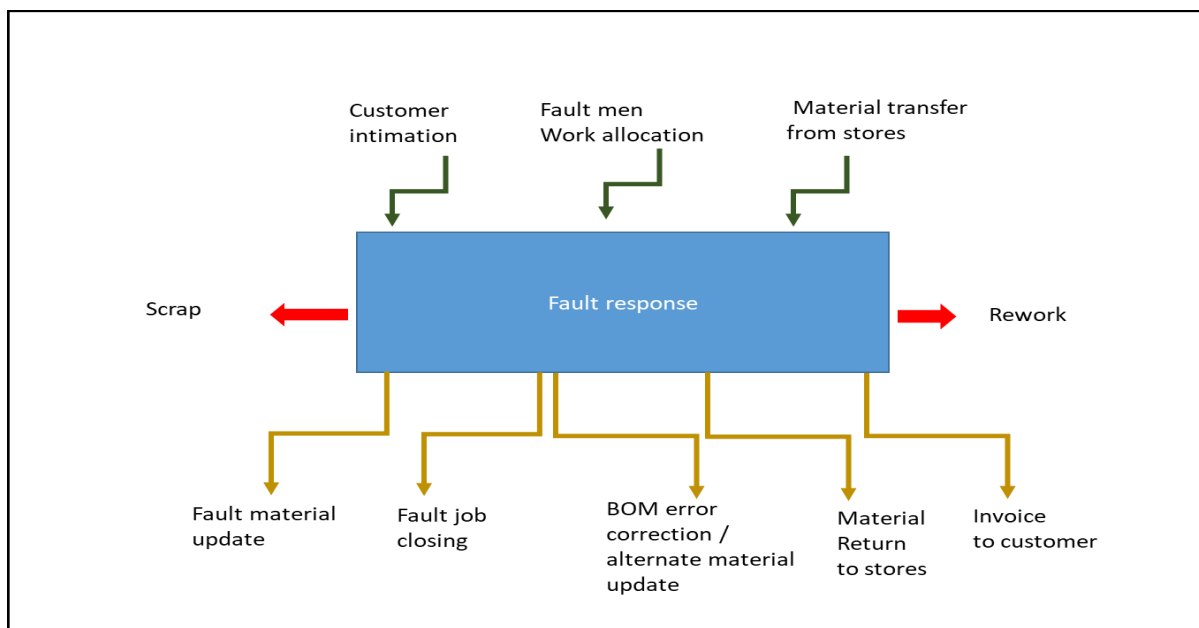 Customer
intimation
Fault men
Work allocation
Material transfer
from stores
Scrap
Fault response
Rework
Fault material
update
Fault job
closing
BOM error
correction /
alternate material
update
Material
Return
to stores
Invoice
to customer